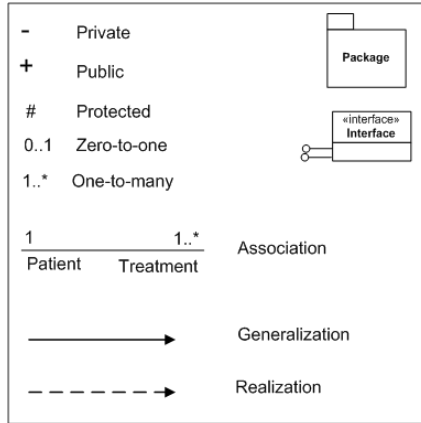 - Private
+ Public
# Protected
0..1 Zero-to-one
1..* One-to-many
Package
«interface»
Interface
1 1..*
Patient Treatment
Association
Generalization
Realization